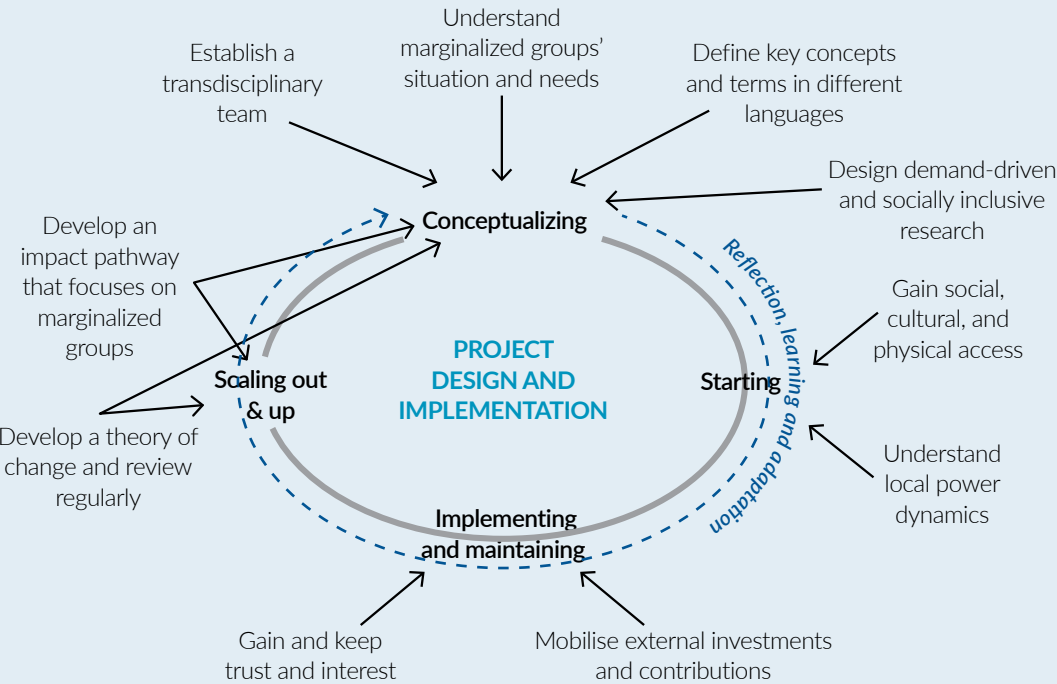 Understand
marginalized groups'
situation and needs
Establish a
transdisciplinary
team
Define key concepts
and terms in different
languages
Design demand-driven
and socially inclusive
research
Conceptualizing
Develop an
impact pathway
that focuses on
marginalized
groups
Reflection, learning and adaptation
Gain social,
cultural, and
physical access
PROJECT
DESIGN AND
IMPLEMENTATION
Scaling out
& up
Starting
Develop a theory of
change and review
regularly
Understand
local power
dynamics
Implementing
and maintaining
Gain and keep
trust and interest
Mobilise external investments
and contributions